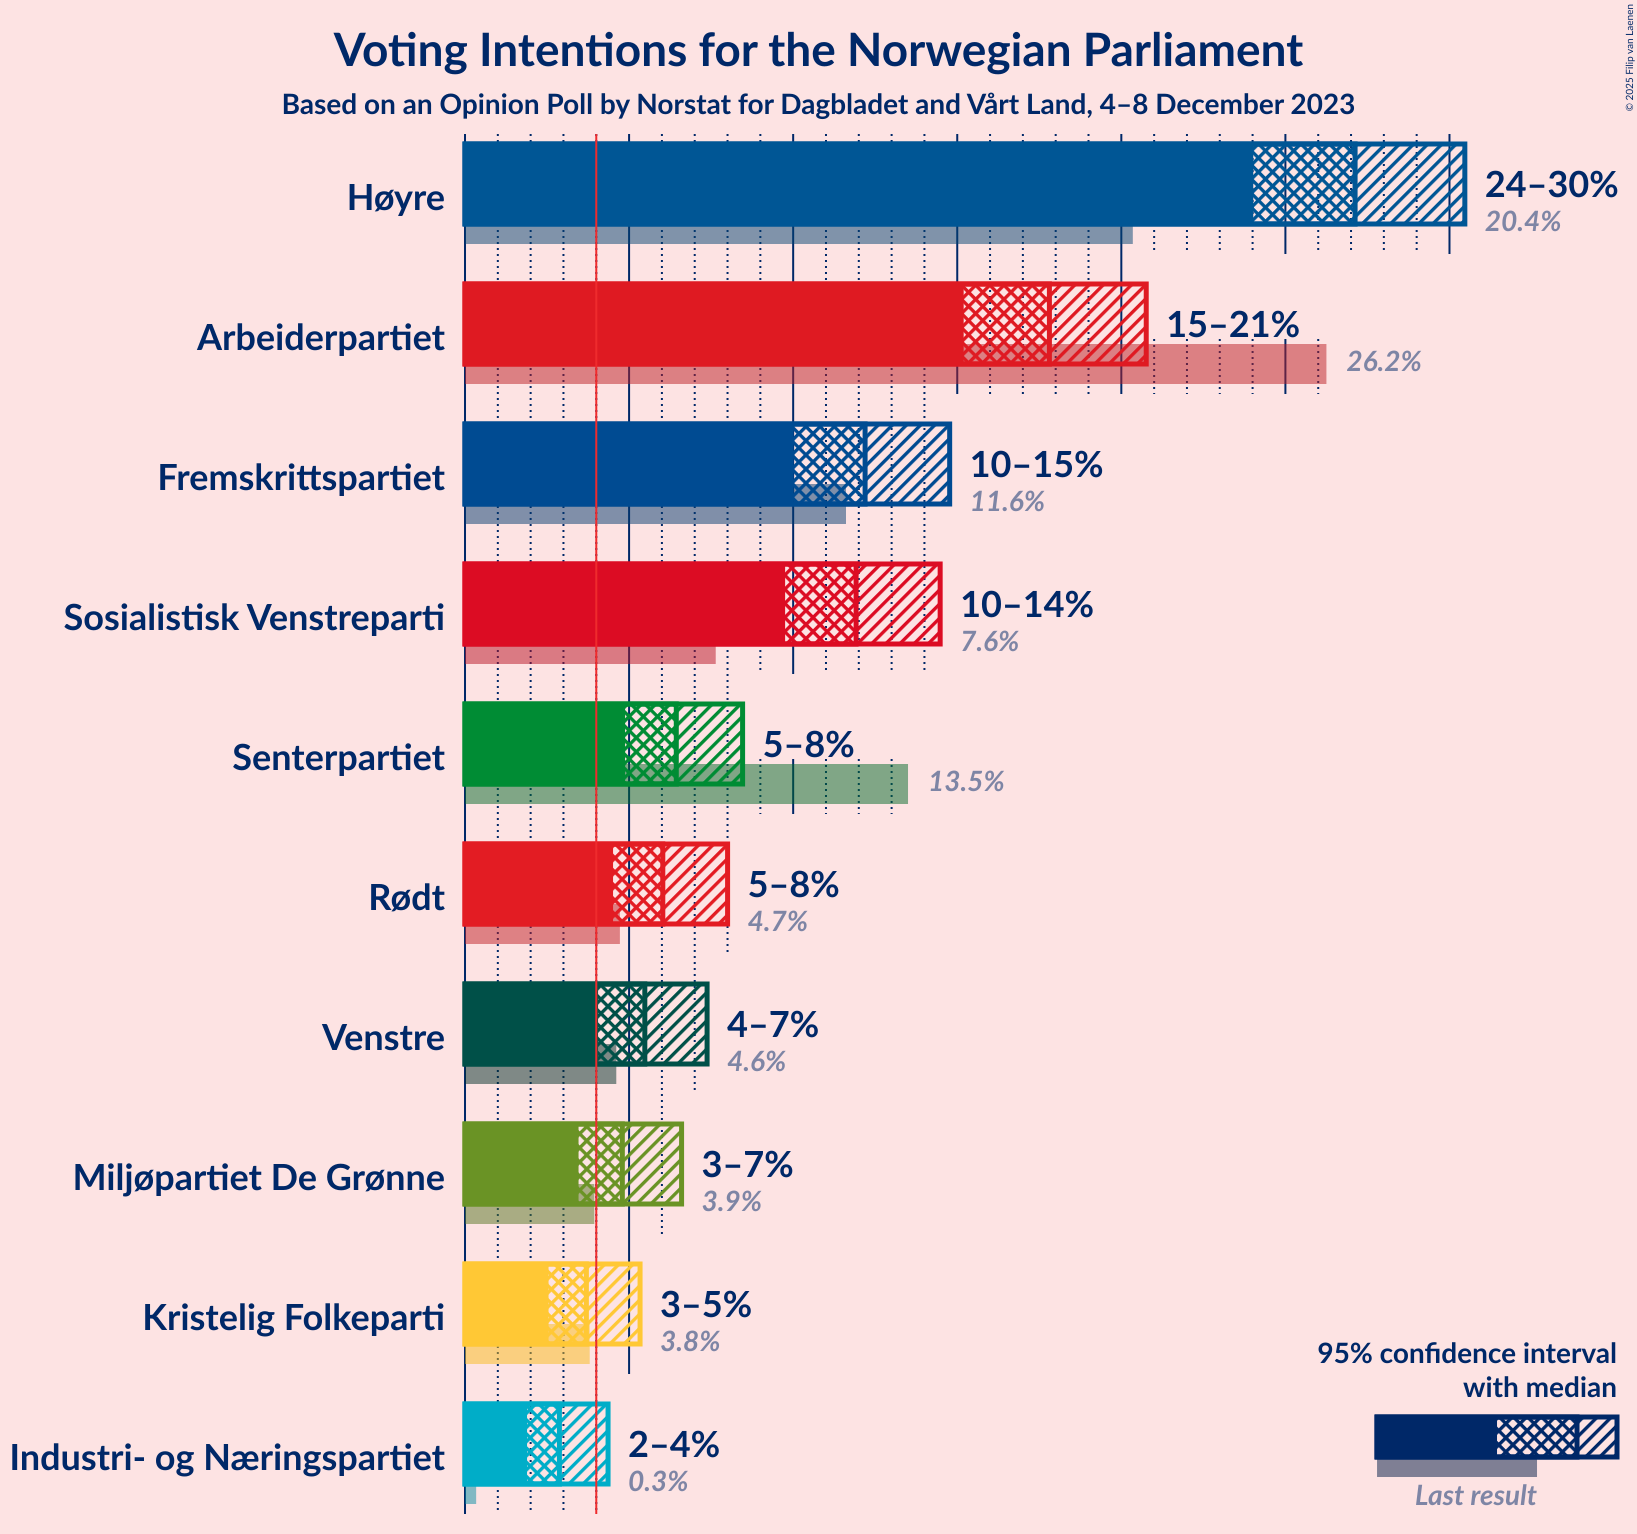 © 2025 Filip van Laenen
Voting Intentions for the Norwegian Parliament
Based on an Opinion Poll by Norstat for Dagbladet and Vårt Land, 4–8 December 2023
Høyre
24–30%
20.4%
Arbeiderpartiet
15–21%
26.2%
Fremskrittspartiet
10–15%
11.6%
Sosialistisk Venstreparti
10–14%
7.6%
Senterpartiet
5–8%
13.5%
Rødt
5–8%
4.7%
Venstre
4–7%
4.6%
Miljøpartiet De Grønne
3–7%
3.9%
Kristelig Folkeparti
3–5%
3.8%
Industri- og Næringspartiet
2–4%
0.3%
95% confidence interval
with median
Last result